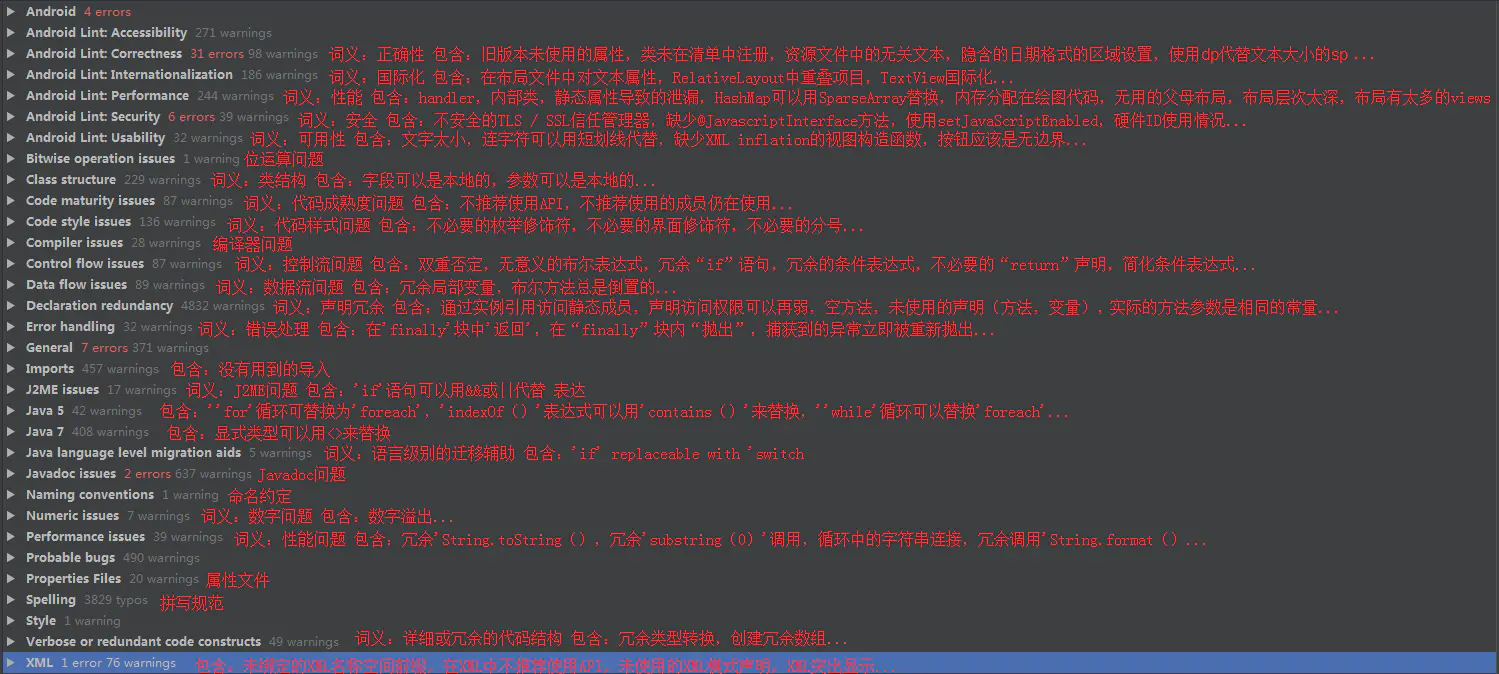 Android 4 errors
Android Lint: Accessibility 271 warnings
Android Lint: Correctness 31 errors 98 warnings 词义：正确性 包含：旧版本未使用的属性，类未在清单中注册，资源文件中的无关文本，隐含的日期格式的区域设置，使用dp代替文本大小的sp ...
Android Lint: Internationalization 186 warnings 词义：国际化 包含：在布局文件中对文本属性，RelativeLayout中重叠项目，TextView国际化...
Android Lint: Performance 244 warnings 词义：性能 包含：handler，内部类，静态属性导致的泄漏，HashMap可以用SparseArray替换，内存分配在绘图代码，无用的父母布局，布局层次太深，布局有太多的views
Android Lint: Security 6 errors 39 warnings 词义：安全 包含：不安全的TLS / SSL信任管理器，缺少@JavascriptInterface方法，使用setJavaScriptEnabled，硬件ID使用情况...
Android Lint: Usability 32 warnings 词义：可用性 包含：文字太小，连字符可以用短划线代替，缺少XML inflation的视图构造函数，按钮应该是无边界...
Bitwise operation issues 1 warning 位运算问题
Class structure 229 warnings 词义：类结构 包含：字段可以是本地的，参数可以是本地的...
Code maturity issues 87 warnings 词义：代码成熟度问题 包含：不推荐使用API，不推荐使用的成员仍在使用...
Code style issues 136 warnings 词义：代码样式问题 包含：不必要的枚举修饰符，不必要的界面修饰符，不必要的分号...
Compiler issues 28 warnings 编译器问题
Control flow issues 87 warnings 词义：控制流问题 包含：双重否定，无意义的布尔表达式，冗余“if”语句，冗余的条件表达式，不必要的“return”声明，简化条件表达式...
Data flow issues 89 warnings 词义：数据流问题 包含：冗余局部变量，布尔方法总是倒置的...
Declaration redundancy 4832 warnings 词义，声明冗余 包含：通过实例引用访问静态成员，声明访问权限可以再弱，空方法，未使用的声明（方法，变量），实际的方法参数是相同的常量...
Error handling 32 warnings 词义：错误处理 包含：在'finally'块中'返回'，在“finally”块内“抛出”，捕获到的异常立即被重新抛出...
General 7 errors 371 warnings
Imports 457 warnings 包含：没有用到的导入
J2ME issues 17 warnings 词义：J2ME问题 包含：'if'语句可以用&&或||代替 表达
Java 5 42 warnings 包含：''for'循环可替换为'foreach'，'indexOf（）'表达式可以用'contains（）'来替换，''while'循环可以替换'foreach'...
Java 7 408 warnings 包含：显式类型可以用<>来替换
Java language level migration aids 5 warnings 词义：语言级别的迁移辅助 包含：'if' replaceable with 'switch
Javadoc issues 2 errors 637 warnings Javadoc问题
Naming conventions 1 warning 命名约定
Numeric issues 7 warnings 词义：数字问题 包含：数字溢出...
Performance issues 39 warnings 词义：性能问题 包含：冗余'String.toString（），冗余'substring（0）'调用，循环中的字符串连接，冗余调用'String.format（）...
Probable bugs 490 warnings
Properties Files 20 warnings 属性文件
Spelling 3829 typos 拼写规范
Style 1 warning
Verbose or redundant code constructs 49 warnings 词义：详细或冗余的代码结构 包含：冗余类型转换，创建冗余数组...
XML 1 error 76 warnings 包含：未绑定的XML名称空间前缀，在XML中不推荐使用API，未使用的XML模式声明，XML突出显示...